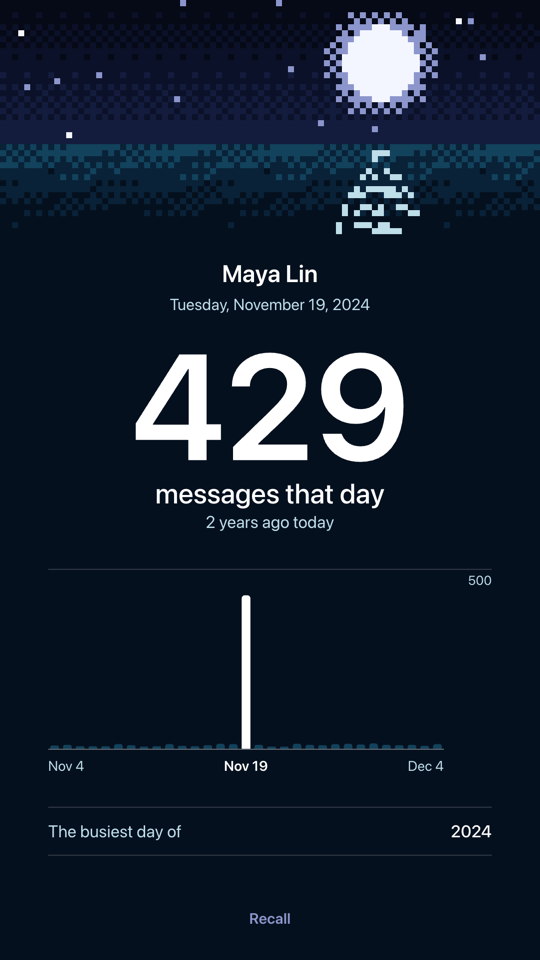 Maya Lin
Tuesday, November 19, 2024
429
messages that day
2 years ago today
500
Nov 4 Nov 19 Dec 4
The busiest day of 2024
Recall